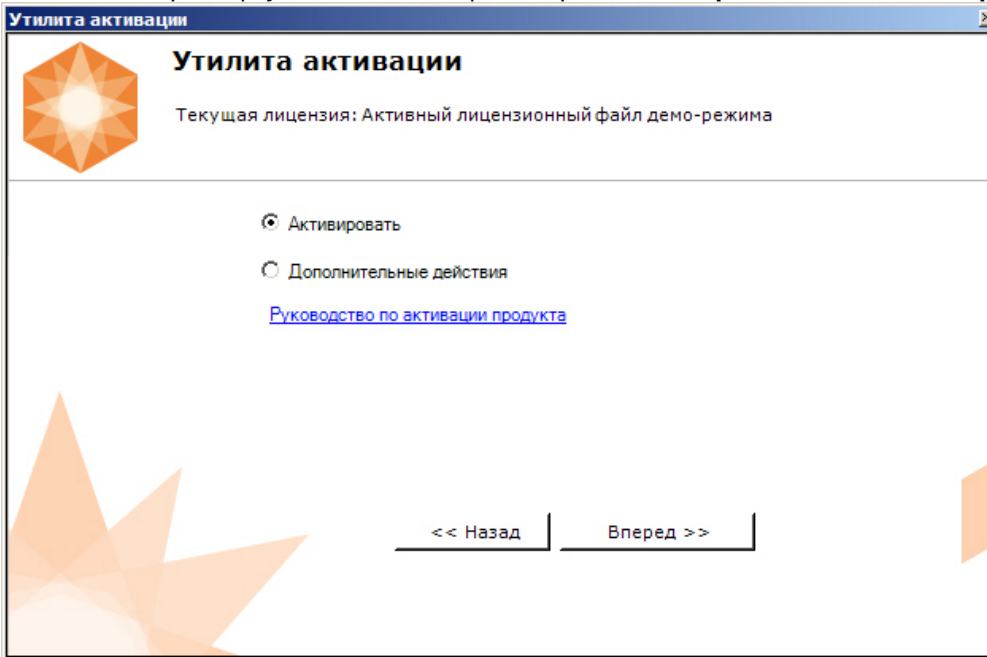 Утилита активации
Утилита активации
Текущая лицензия: Активный лицензионный файл демо-режима
Активировать
Дополнительные действия
Руководство по активации продукта
<< Назад
Вперед >>